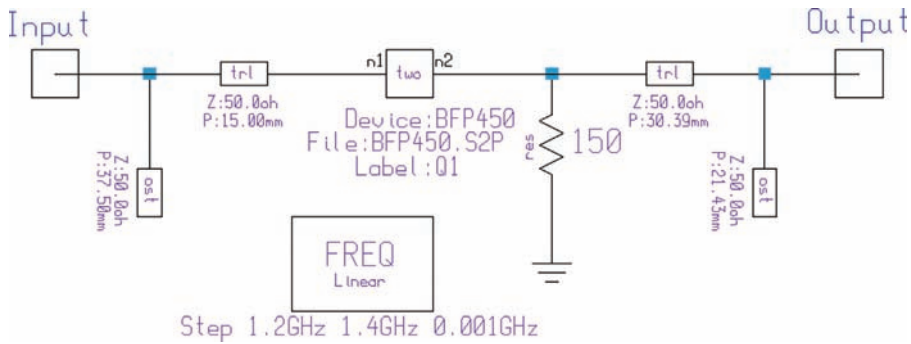 Input
Output
trl
Z:50.0oh
P:15.00mm
n1
two
n2
trl
Z:50.0oh
P:30.39mm
Device:BFP450
File:BFP450.S2P
Label:Q1
res
150
ost
Z:50.0oh
P:37.50mm
ost
Z:50.0oh
P:21.43mm
FREQ
Linear
Step 1.2GHz 1.4GHz 0.001GHz